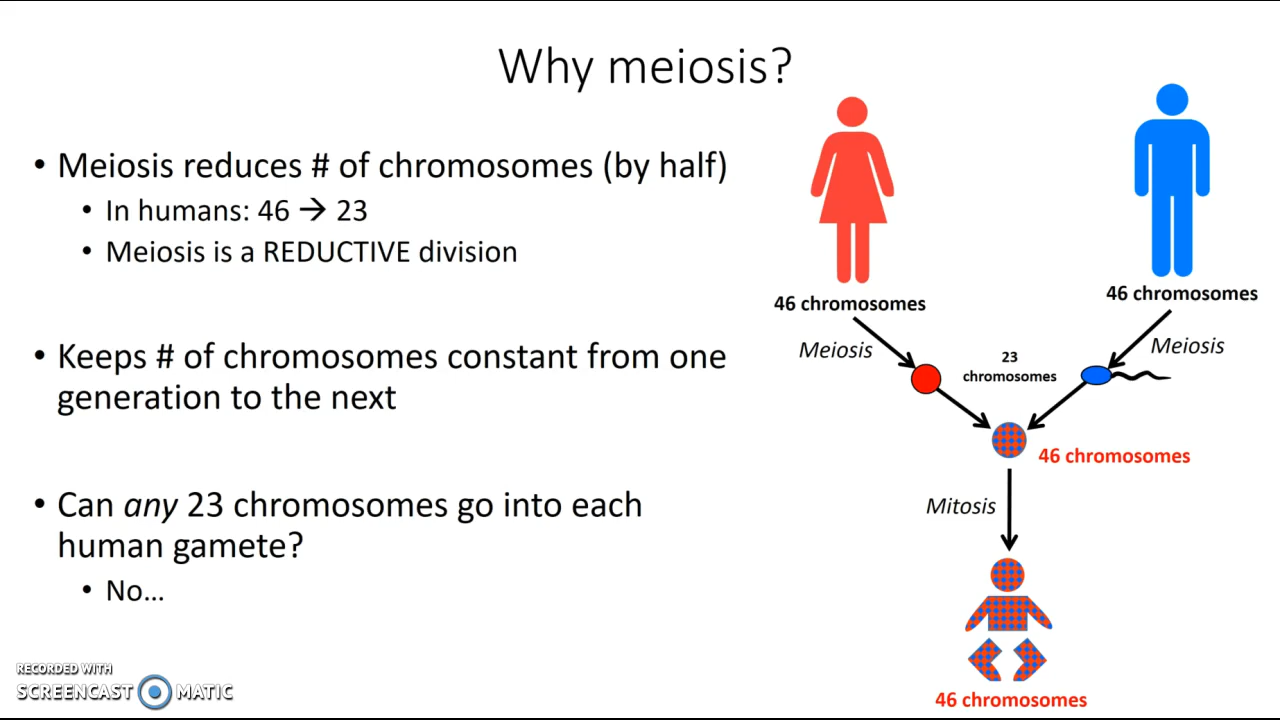 Why meiosis?
• Meiosis reduces # of chromosomes (by half)
• In humans: 46 → 23
• Meiosis is a REDUCTIVE division
• Keeps # of chromosomes constant from one
generation to the next
• Can any 23 chromosomes go into each
human gamete?
• No...
46 chromosomes
46 chromosomes
Meiosis
23
chromosomes
Meiosis
46 chromosomes
Mitosis
46 chromosomes
RECORDED WITH
SCREENCAST MATIC